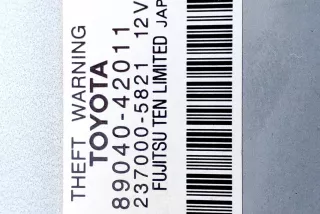 THEFT WARNING
TOYOTA
89040-42011
237000-5821 12V
FUJITSU TEN LIMITED JAP